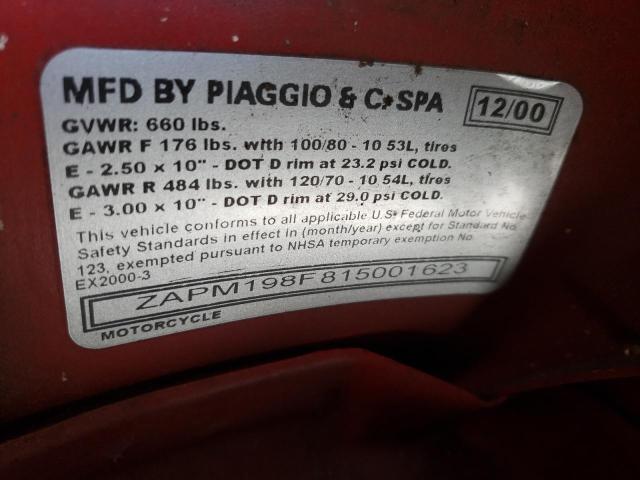 MFD BY PIAGGIO & C. SPA 12/00
GVWR: 660 lbs.
GAWR F 176 lbs. with 100/80 - 10 53L, tires
E - 2.50 x 10" - DOT D rim at 23.2 psi COLD.
GAWR R 484 lbs. with 120/70 - 10 54L, tires
E - 3.00 x 10" - DOT D rim at 29.0 psi COLD.
This vehicle conforms to all applicable U.S. Federal Motor Vehicle
Safety Standards in effect in (month/year) except for Standard No.
123, exempted pursuant to NHSA temporary exemption No.
EX2000-3
ZAPM198F815001623
MOTORCYCLE